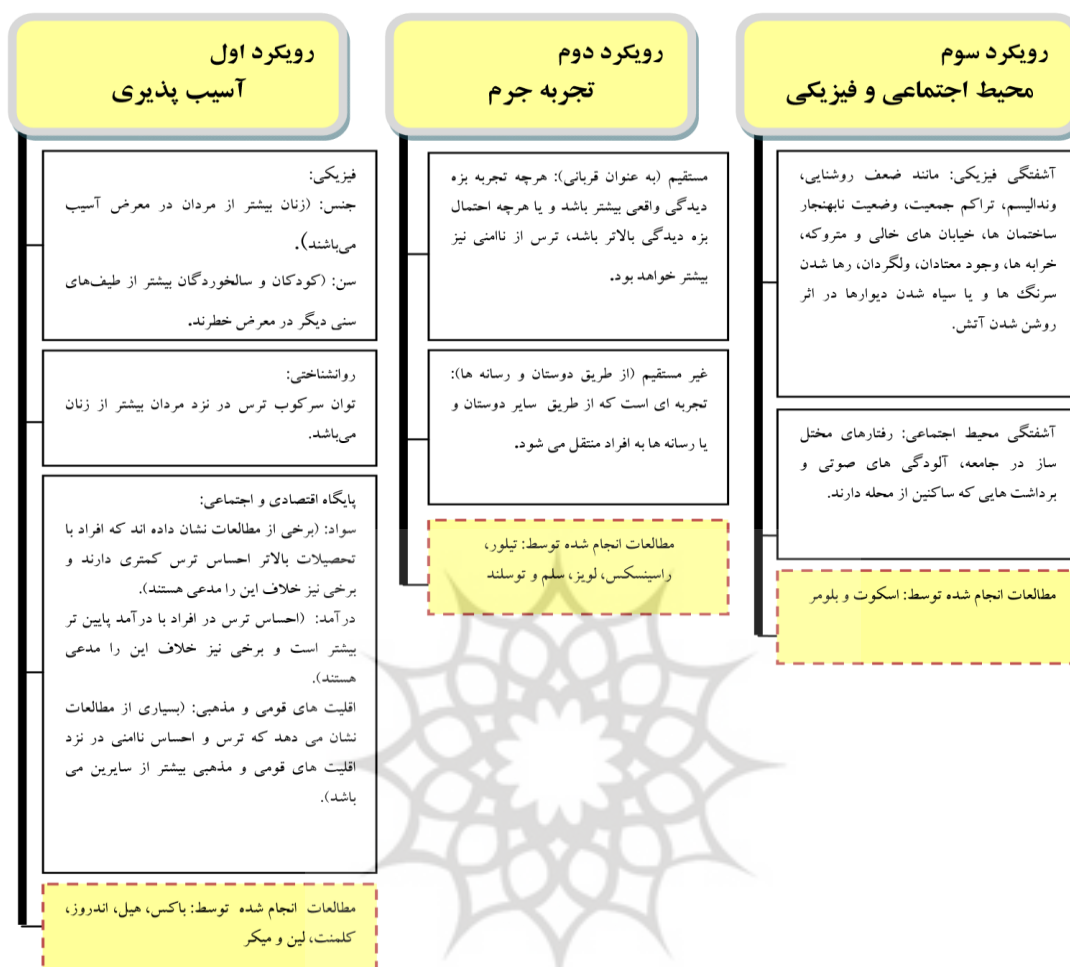 رویکرد اول
آسیب پذیری
فیزیکی:
جنس: (زنان بیشتر از مردان در معرض آسیب
می‌باشند).
سن: (کودکان و سالخوردگان بیشتر از طیف‌های
سنی دیگر در معرض خطرند.
روانشناختی:
توان سرکوب ترس در نزد مردان بیشتر از زنان
می‌باشد.
پایگاه اقتصادی و اجتماعی:
سواد: (برخی از مطالعات نشان داده اند که افراد با
تحصیلات بالاتر احساس ترس کمتری دارند و
برخی نیز خلاف این را مدعی هستند).
درآمد: (احساس ترس در افراد با درآمد پایین تر
بیشتر است و برخی نیز خلاف این را مدعی
هستند).
اقلیت های قومی و مذهبی: (بسیاری از مطالعات
نشان می دهد که ترس و احساس ناامنی در نزد
اقلیت های قومی و مذهبی بیشتر از سایرین می
باشد).
مطالعات انجام شده توسط: باکس، هیل، اندروز،
کلمنت، لین و میکر
رویکرد دوم
تجربه جرم
مستقیم (به عنوان قربانی): هرچه تجربه بزه
دیدگی واقعی بیشتر باشد و یا هرچه احتمال
بزه دیدگی بالاتر باشد، ترس از ناامنی نیز
بیشتر خواهد بود.
غیر مستقیم (از طریق دوستان و رسانه ها):
تجربه ای است که از طریق سایر دوستان و
یا رسانه ها به افراد منتقل می شود.
مطالعات انجام شده توسط: تیلور،
راسینسکس، لویز، سلم و توسلند
رویکرد سوم
محیط اجتماعی و فیزیکی
آشفتگی فیزیکی: مانند ضعف روشنایی،
وندالیسم، تراکم جمعیت، وضعیت نابهنجار
ساختمان ها، خیابان های خالی و متروکه،
خرابه ها، وجود معتادان، ولگردان، رها شدن
سرنگ ها و یا سیاه شدن دیوارها در اثر
روشن شدن آتش.
آشفتگی محیط اجتماعی: رفتارهای مختل
ساز در جامعه، آلودگی های صوتی و
برداشت هایی که ساکنین از محله دارند.
مطالعات انجام شده توسط: اسکوت و بلومر